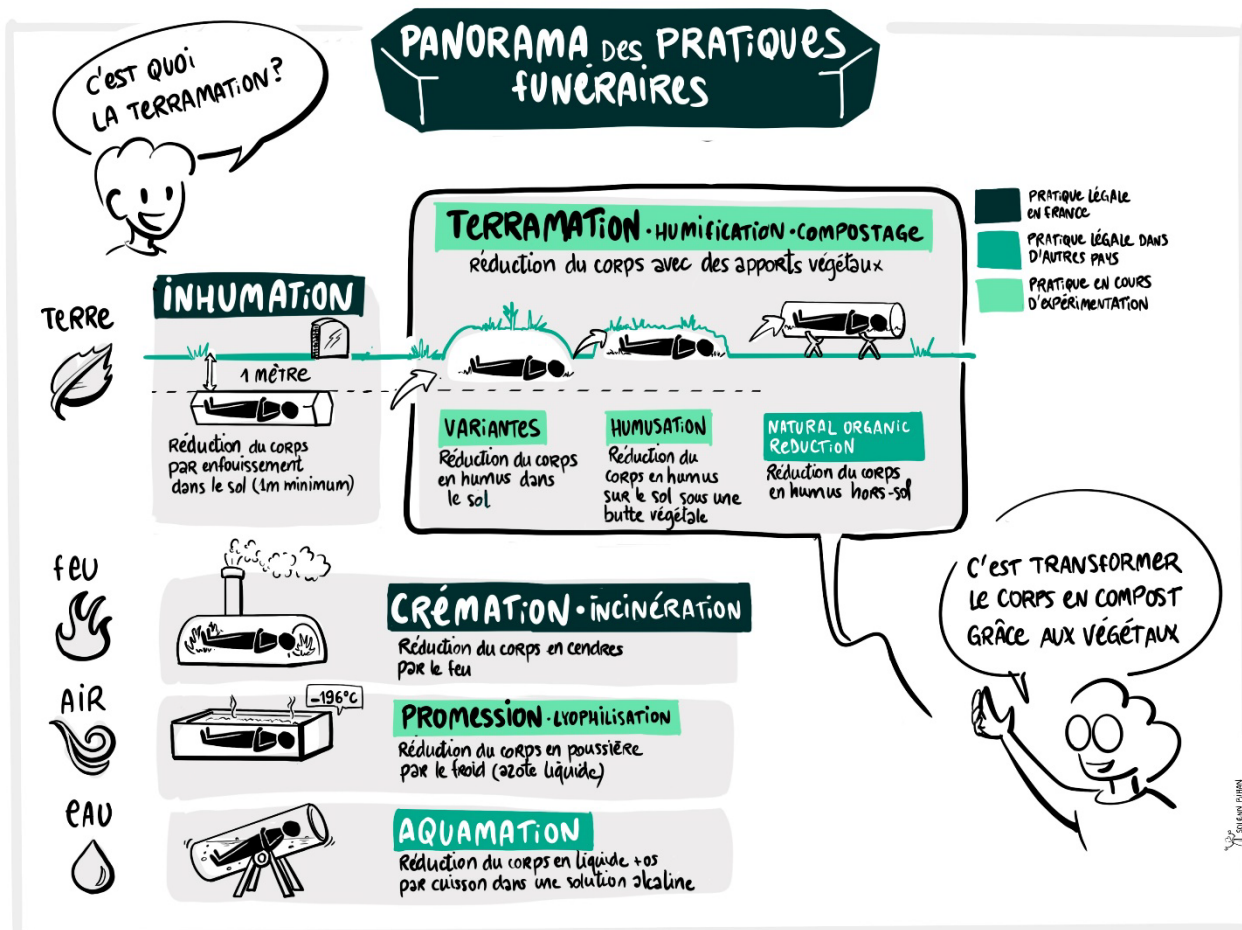 PANORAMA DES PRATIQUES
FUNÉRAIRES
C'EST QUOI
LA TERRAMATION?
PRATIQUE LÉGALE
EN FRANCE
PRATIQUE LÉGALE DANS
D'AUTRES PAYS
PRATIQUE EN COURS
D'EXPÉRIMENTATION
TERRE
INHUMATION
1 MÈTRE
Réduction du corps
par enfouissement
dans le sol (1m minimum)
TERRAMATION · HUMIFICATION · COMPOSTAGE
Réduction du corps avec des apports végétaux
VARIANTES
Réduction du corps
en humus dans
le sol
HUMUSATION
Réduction du
corps en humus
sur le sol sous une
butte végétale
NATURAL ORGANIC
REDUCTION
Réduction du corps
en humus hors-sol
C'EST TRANSFORMER
LE CORPS EN COMPOST
GRÂCE AUX VÉGÉTAUX
FEU
CRÉMATION · INCINÉRATION
Réduction du corps en cendres
par le feu
AIR
-196°C
PROMESSION · LYOPHILISATION
Réduction du corps en poussière
par le froid (azote liquide)
EAU
AQUAMATION
Réduction du corps en liquide + os
par cuisson dans une solution alcaline